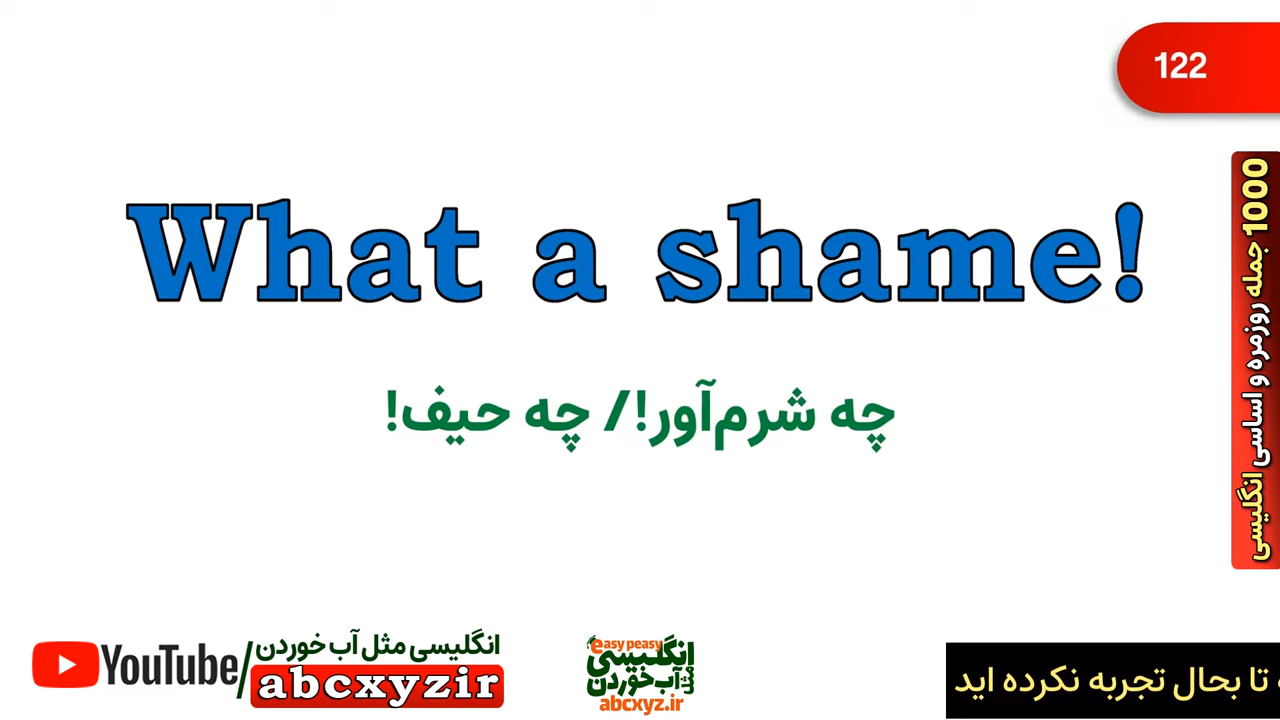 122
What a shame!
چه شرم‌آور!/ چه حیف!
1000 جمله روزمره و اساسی انگلیسی
YouTube/
انگلیسی مثل آب خوردن
abcxyzir
easy peasy
انگلیسی
مثل
آب خوردن
abcxyz.ir
تا بحال تجربه نکرده اید